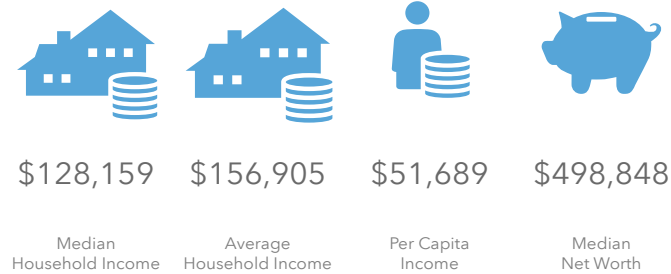 $128,159 $156,905 $51,689 $498,848
Median Average Per Capita Median
Household Income Household Income Income Net Worth